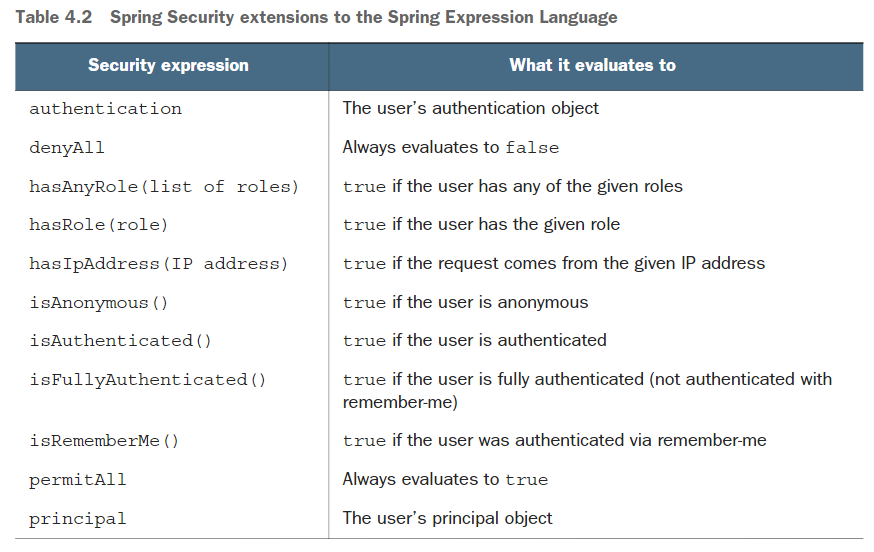 Table 4.2 Spring Security extensions to the Spring Expression Language
Security expression What it evaluates to
authentication The user’s authentication object
denyAll Always evaluates to false
hasAnyRole(list of roles) true if the user has any of the given roles
hasRole(role) true if the user has the given role
hasIpAddress(IP address) true if the request comes from the given IP address
isAnonymous() true if the user is anonymous
isAuthenticated() true if the user is authenticated
isFullyAuthenticated() true if the user is fully authenticated (not authenticated with
remember-me)
isRememberMe() true if the user was authenticated via remember-me
permitAll Always evaluates to true
principal The user’s principal object